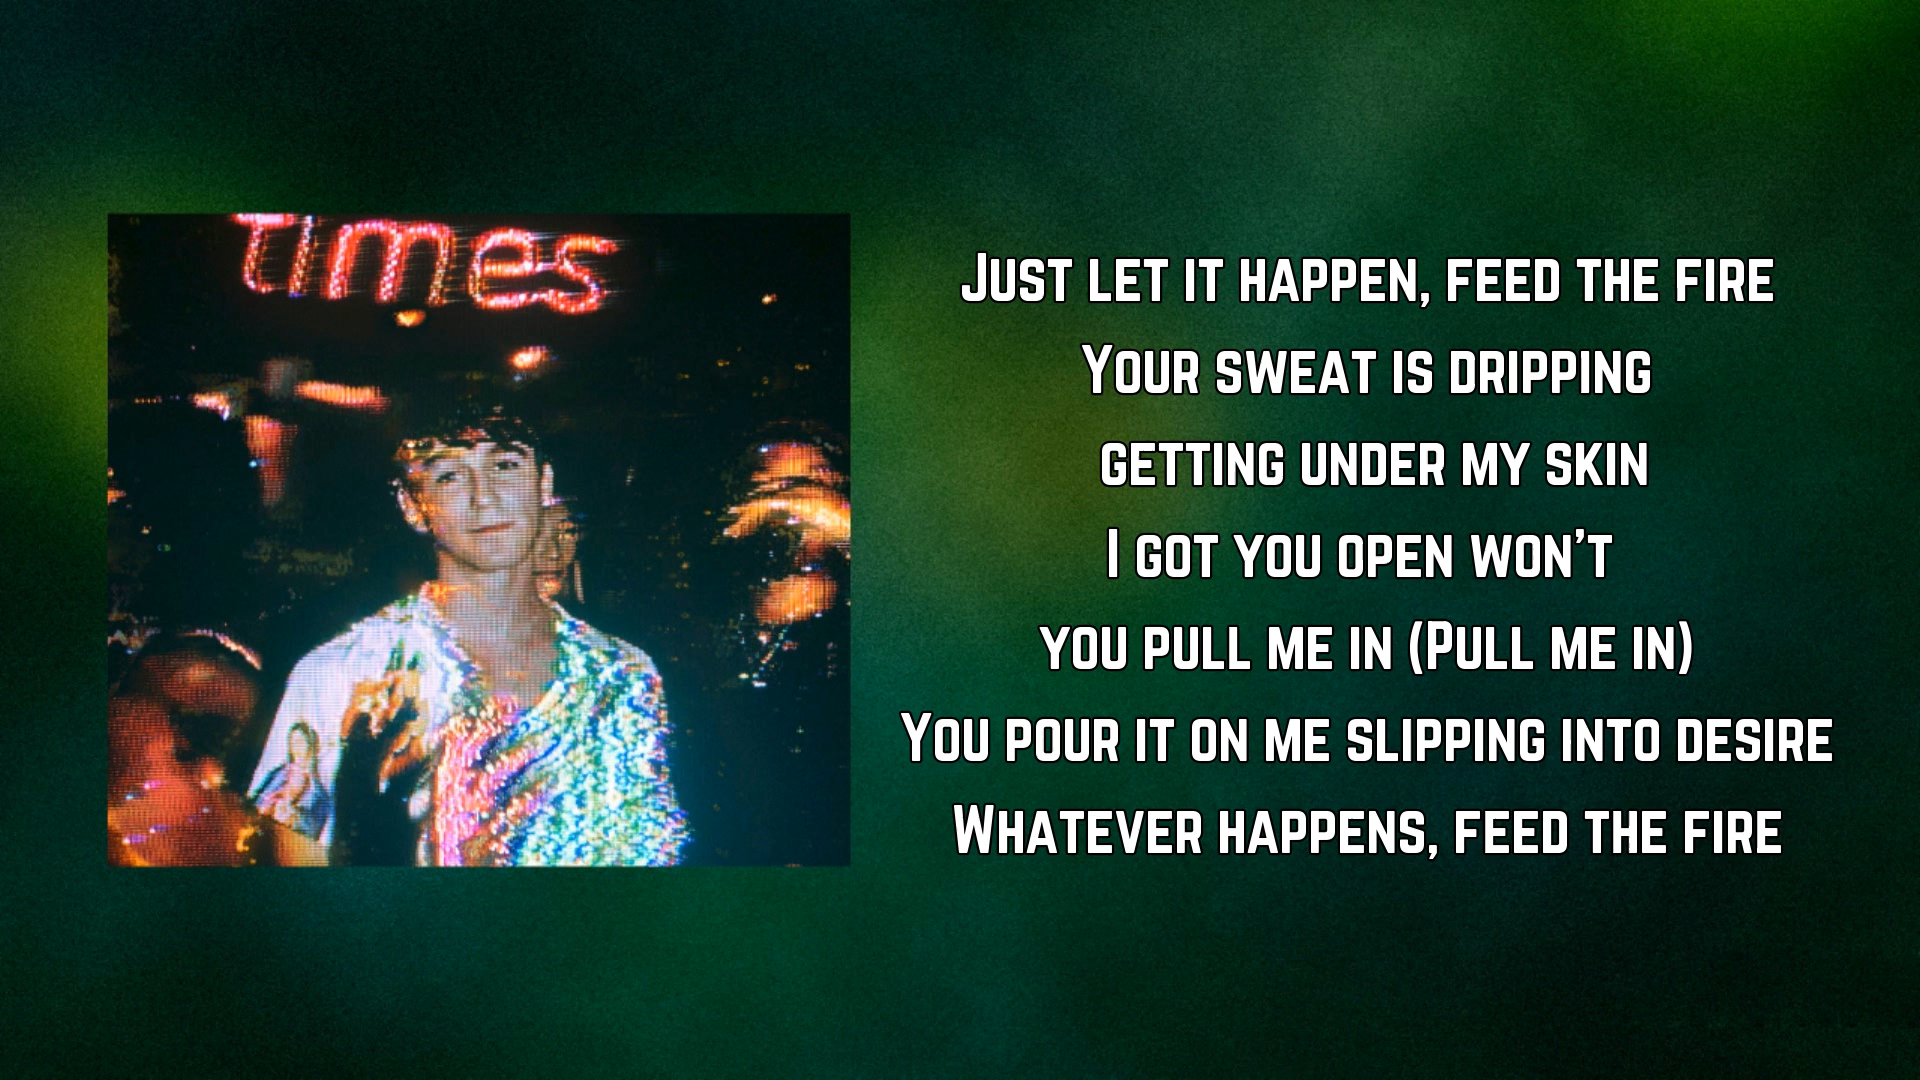 times
Just let it happen, feed the fire
Your sweat is dripping
getting under my skin
I got you open won't
you pull me in (Pull me in)
You pour it on me slipping into desire
Whatever happens, feed the fire